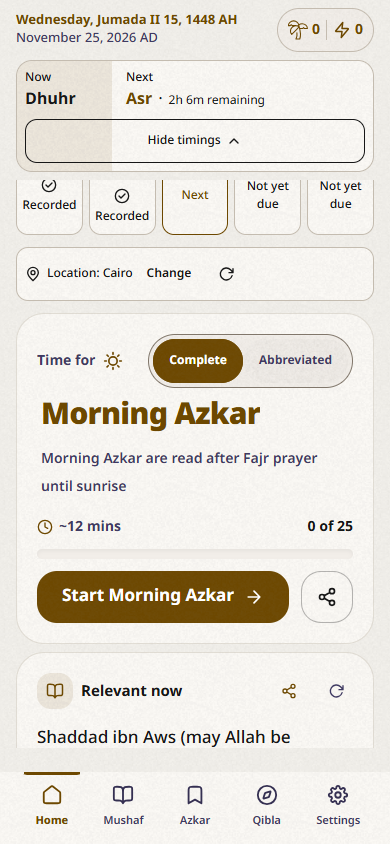 Wednesday, Jumada II 15, 1448 AH
November 25, 2026 AD
0
0
Now
Dhuhr
Next
Asr · 2h 6m remaining
Hide timings
Recorded
Recorded
Next
Not yet due
Not yet due
Location: Cairo Change
Time for
Complete
Abbreviated
Morning Azkar
Morning Azkar are read after Fajr prayer
until sunrise
~12 mins
0 of 25
Start Morning Azkar
Relevant now
Shaddad ibn Aws (may Allah be
Home
Mushaf
Azkar
Qibla
Settings